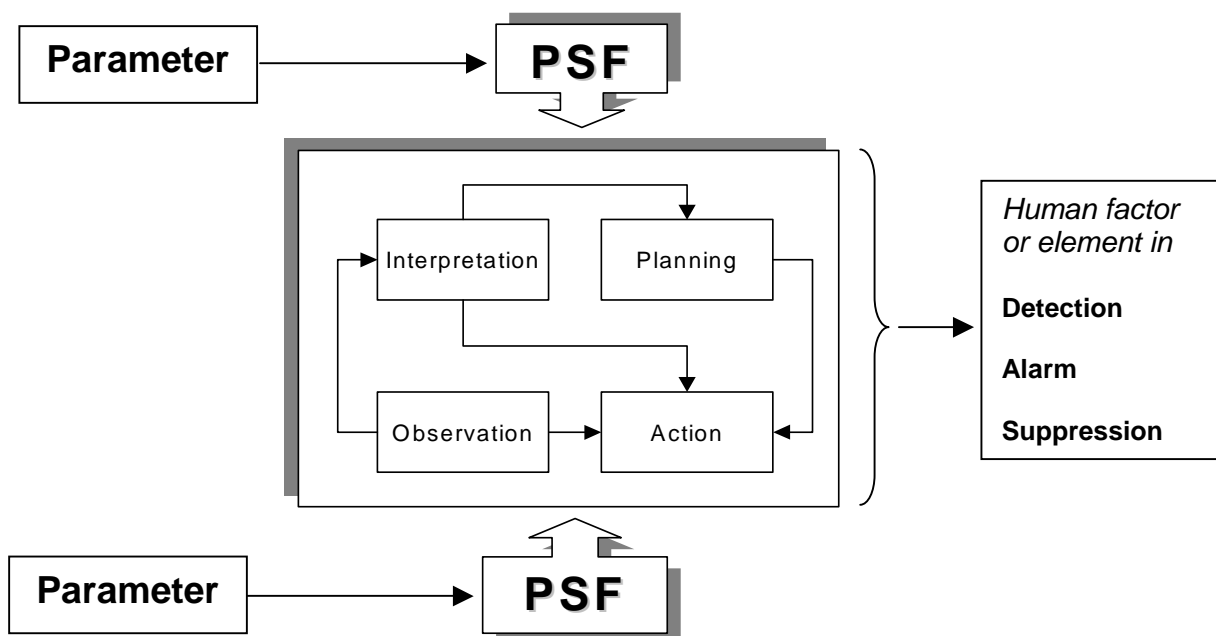 Parameter
PSF
Interpretation
Planning
Observation
Action
Human factor
or element in
Detection
Alarm
Suppression
Parameter
PSF